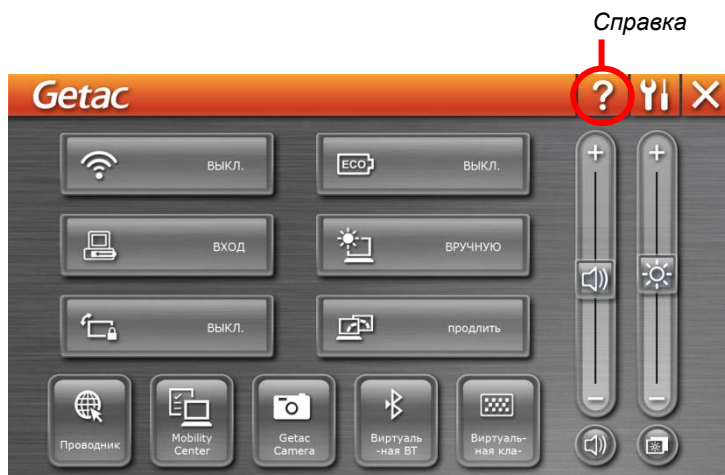 Справка
Getac
?
ВЫКЛ.
ECO
ВЫКЛ.
ВХОД
ВРУЧНУЮ
ВЫКЛ.
продлить
Проводник
Mobility
Center
Getac
Camera
Виртуаль
-ная BT
Виртуаль-
ная кла-